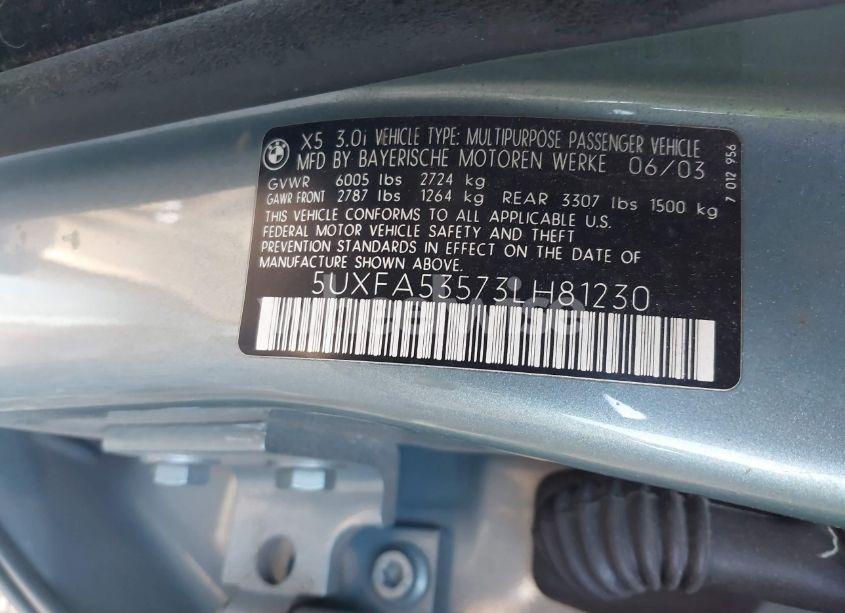 X5 3.0i VEHICLE TYPE: MULTIPURPOSE PASSENGER VEHICLE
MFD BY BAYERISCHE MOTOREN WERKE 06/03
GVWR 6005 lbs 2724 kg
GAWR FRONT 2787 lbs 1264 kg REAR 3307 lbs 1500 kg
THIS VEHICLE CONFORMS TO ALL APPLICABLE U.S.
FEDERAL MOTOR VEHICLE SAFETY AND THEFT
PREVENTION STANDARDS IN EFFECT ON THE DATE OF
MANUFACTURE SHOWN ABOVE.
5UXFA53573LH81230
7 012 956